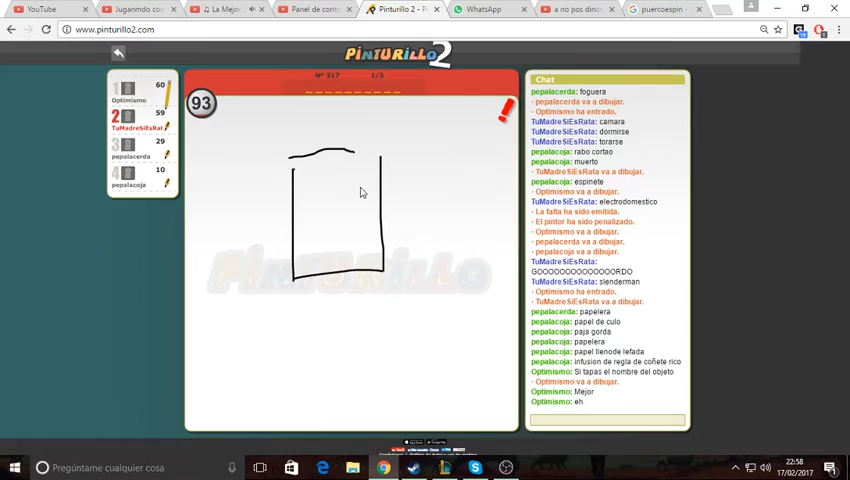 YouTube
Jugarmdo con
La Mejor
Panel de contr
Pinturillo 2 - P
WhatsApp
a no pos dinos
puercoespin -
www.pinturillo2.com
PiNTURiLLO 2
Nº 317 1/3
93
1 60
Optimismo
2 59
TuMadreSiEsRat
3 29
pepalacerda
4 10
pepalacoja
PiNTURiLLO
Chat
pepalacerda: foguera
· pepalacerda va a dibujar.
· Optimismo ha entrado.
TuMadreSiEsRata: camara
TuMadreSiEsRata: dormirse
TuMadreSiEsRata: torarse
pepalacoja: rabo cortao
pepalacoja: muerto
· TuMadreSiEsRata va a dibujar.
pepalacoja: espinete
· Optimismo va a dibujar.
TuMadreSiEsRata: electrodomestico
· La falta ha sido emitida.
· El pintor ha sido penalizado.
· Optimismo va a dibujar.
· pepalacerda va a dibujar.
· pepalacoja va a dibujar.
TuMadreSiEsRata:
GOOOOOOOOOOOOOORDO
TuMadreSiEsRata: slenderman
· Optimismo ha entrado.
· TuMadreSiEsRata va a dibujar.
pepalacerda: papelera
pepalacoja: papel de culo
pepalacoja: paja gorda
pepalacoja: papelera
pepalacoja: papel llenode lefada
pepalacoja: infusion de regla de coñete rico
Optimismo: Si tapas el nombre del objeto
· Optimismo va a dibujar.
Optimismo: Mejor
Optimismo: eh
Pregúntame cualquier cosa
22:58
17/02/2017